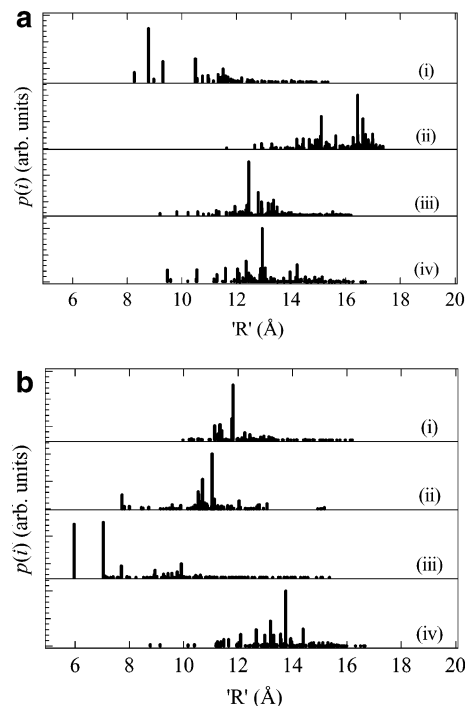 a
(i)
(ii)
(iii)
(iv)
p(i) (arb. units)
6 8 10 12 14 16 18 20
'R' (Å)
b
(i)
(ii)
(iii)
(iv)
p(i) (arb. units)
6 8 10 12 14 16 18 20
'R' (Å)